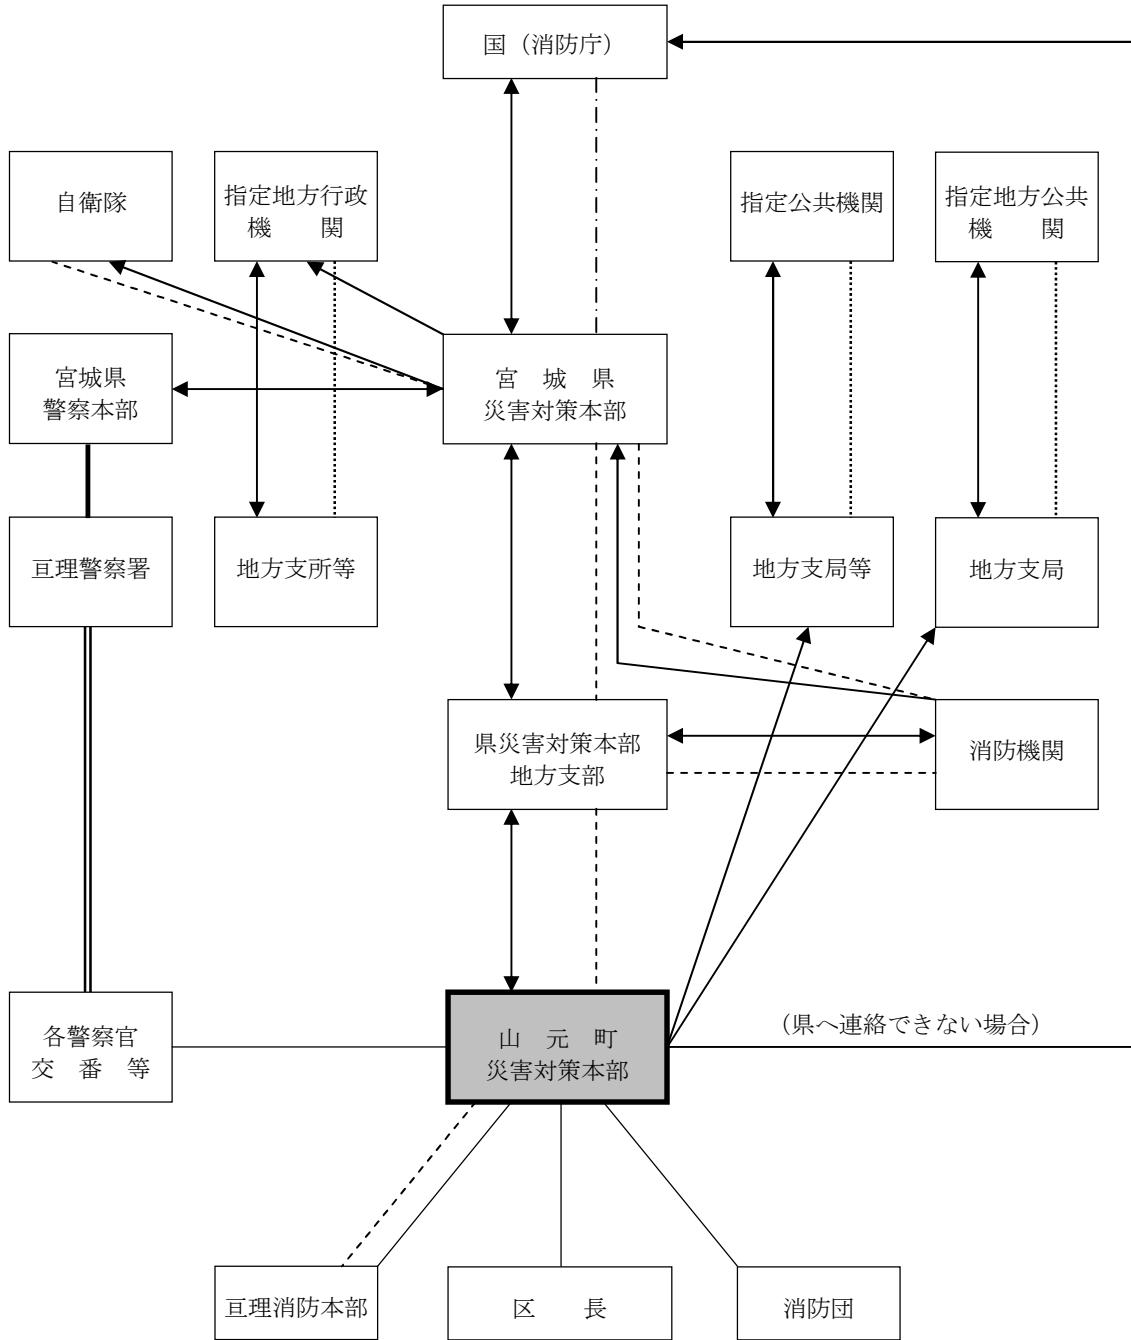 国（消防庁）
自衛隊
指定地方行政
機　　関
指定公共機関
指定地方公共
機　　関
宮城県
警察本部
宮　城　県
災害対策本部
亘理警察署
地方支所等
地方支局等
地方支局
県災害対策本部
地方支部
消防機関
各警察官
交　番　等
山　元　町
災害対策本部
（県へ連絡できない場合）
亘理消防本部
区　　長
消防団